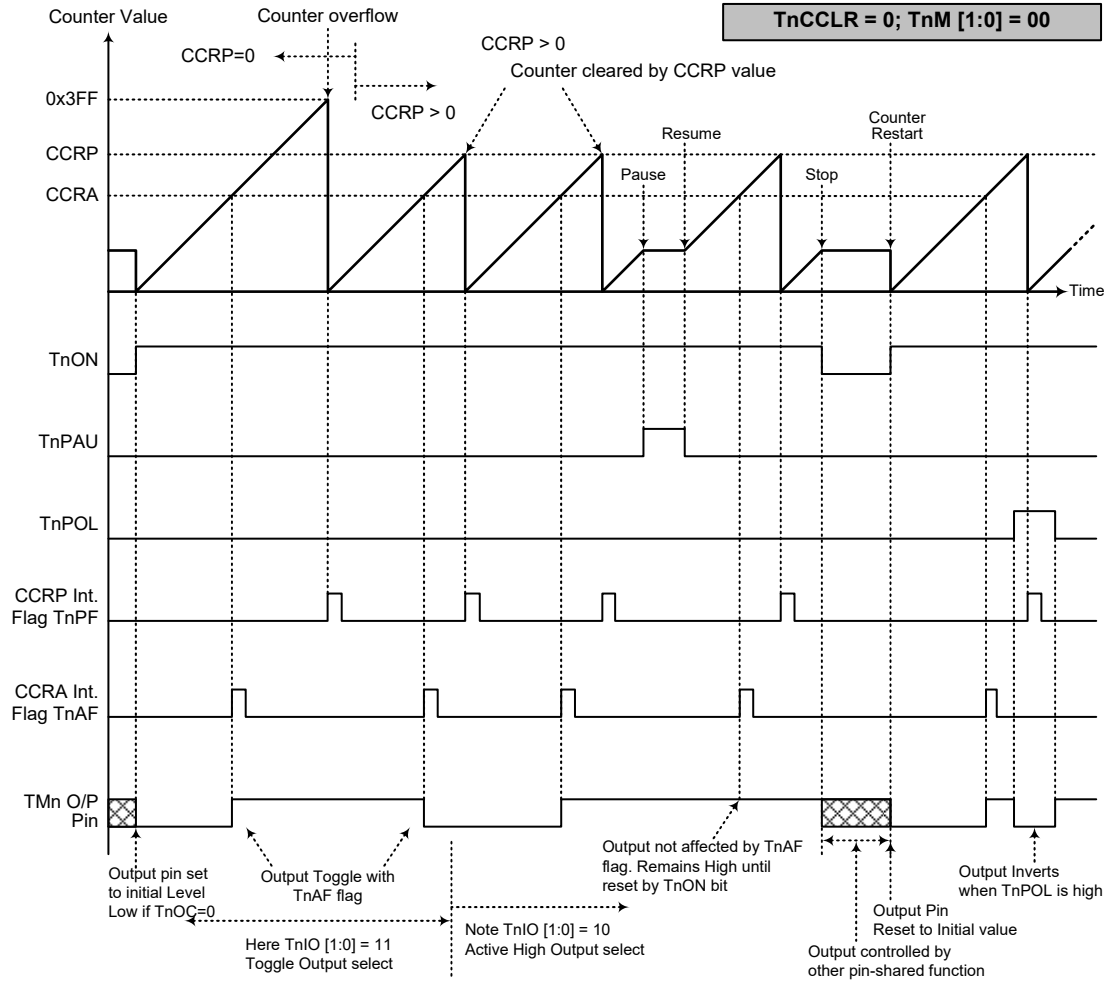 Counter Value
Counter overflow
TnCCLR = 0; TnM [1:0] = 00
CCRP=0
CCRP > 0
CCRP > 0
Counter cleared by CCRP value
0x3FF
CCRP
CCRA
Pause
Resume
Stop
Counter
Restart
Time
TnON
TnPAU
TnPOL
CCRP Int.
Flag TnPF
CCRA Int.
Flag TnAF
TMn O/P
Pin
Output pin set
to initial Level
Low if TnOC=0
Output Toggle with
TnAF flag
Here TnIO [1:0] = 11
Toggle Output select
Note TnIO [1:0] = 10
Active High Output select
Output not affected by TnAF
flag. Remains High until
reset by TnON bit
Output controlled by
other pin-shared function
Output Pin
Reset to Initial value
Output Inverts
when TnPOL is high